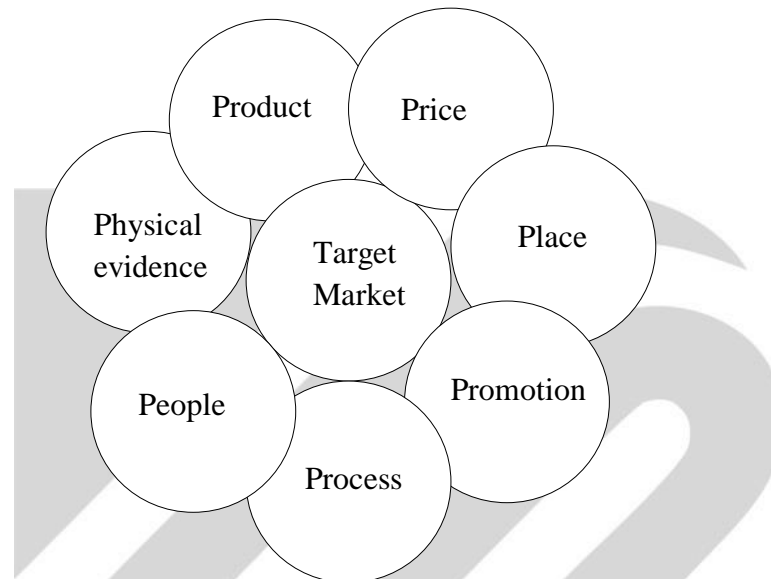 Product
Price
Physical
evidence
Target
Market
Place
People
Promotion
Process